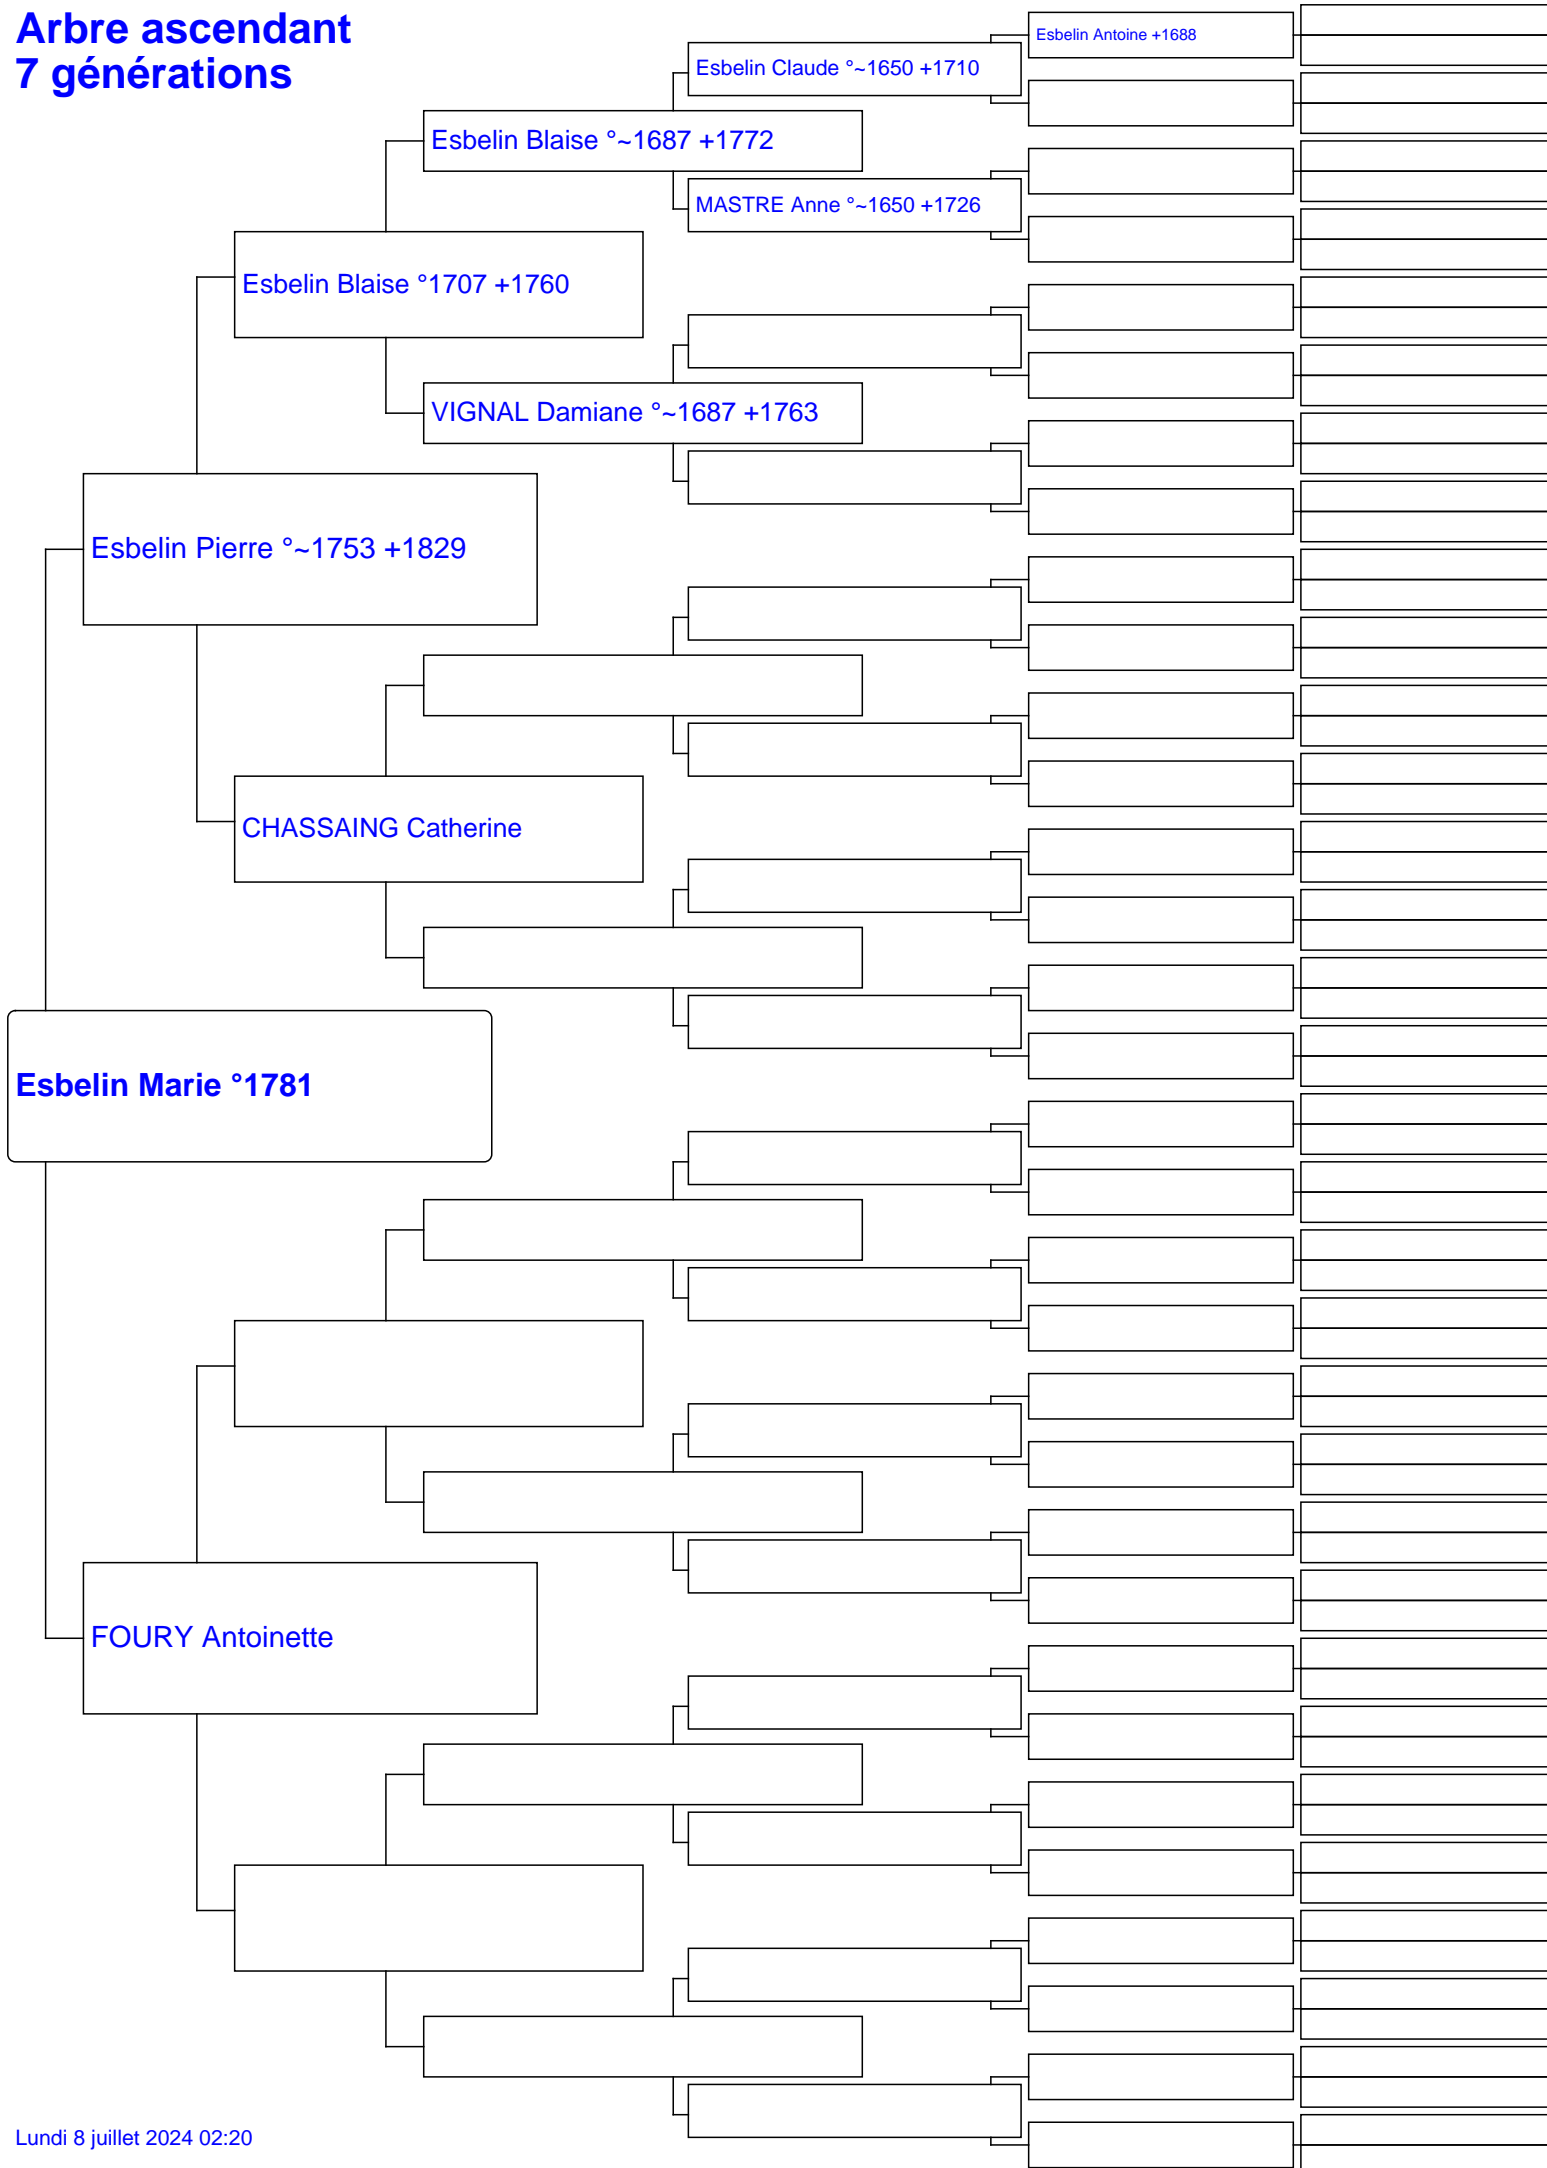 Arbre ascendant
7 générations
Esbelin Antoine +1688
Esbelin Claude °~1650 +1710
Esbelin Blaise °~1687 +1772
MASTRE Anne °~1650 +1726
Esbelin Blaise °1707 +1760
VIGNAL Damiane °~1687 +1763
Esbelin Pierre °~1753 +1829
CHASSAING Catherine
Esbelin Marie °1781
FOURY Antoinette
Lundi 8 juillet 2024 02:20